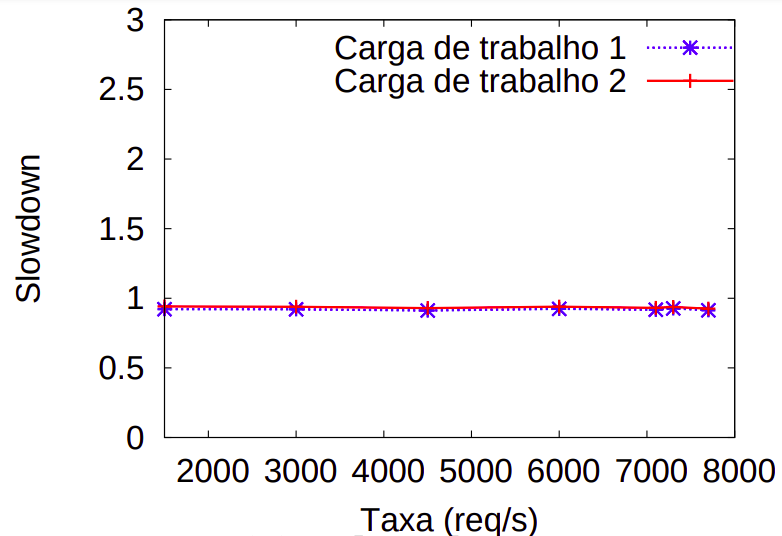 3
2.5
2
1.5
1
0.5
0
Slowdown
Carga de trabalho 1
Carga de trabalho 2
2000 3000 4000 5000 6000 7000 8000
Taxa (req/s)